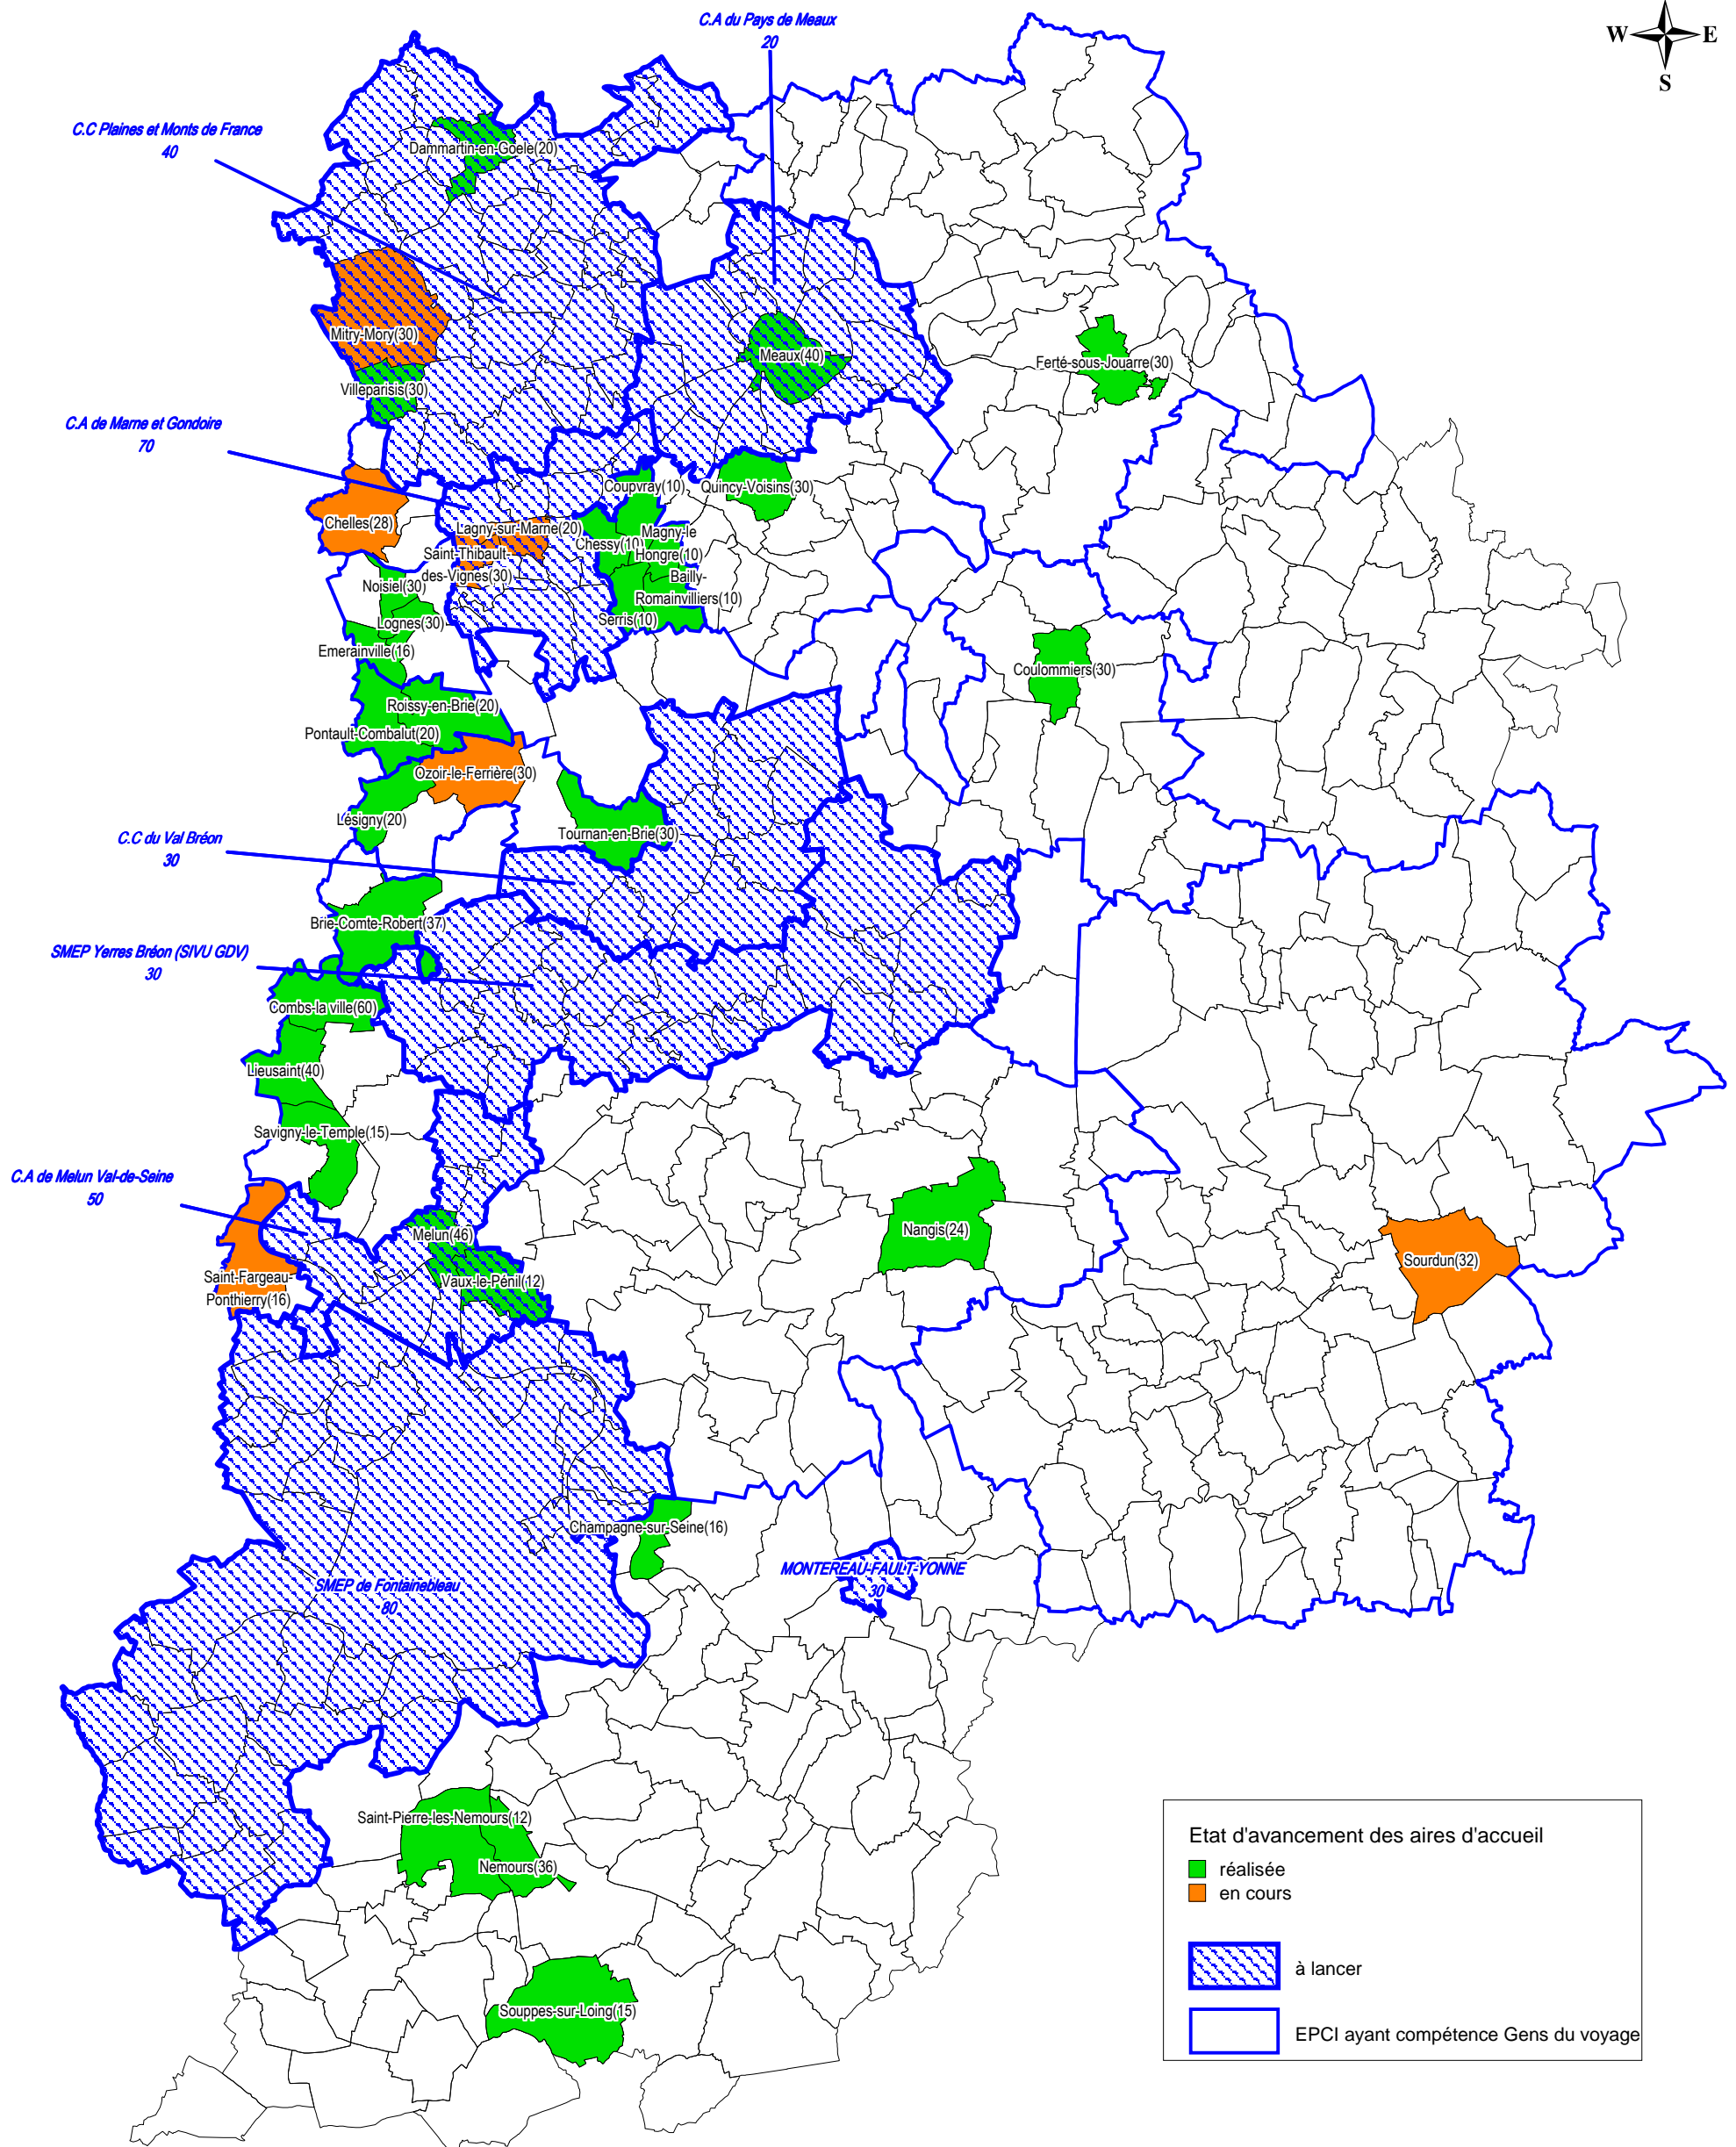 C.A du Pays de Meaux
20
W E
S
C.C Plaines et Monts de France
40
Dammartin-en-Goele(20)
Mitry-Mory(30)
Villeparisis(30)
Meaux(40)
Ferté-sous-Jouarre(30)
C.A de Marne et Gondoire
70
Coupvray(10)
Quincy-Voisins(30)
Chelles(28)
Lagny-sur-Marne(20)
Chessy(10)
Magny-le
Hongre(10)
Saint-Thibault-
des-Vignes(30)
Bailly-
Romainvilliers(10)
Noisiel(30)
Lognes(30)
Serris(10)
Emerainville(16)
Coulommiers(30)
Roissy-en-Brie(20)
Pontault-Combalut(20)
Ozoir-le-Ferrière(30)
Lésigny(20)
Tournan-en-Brie(30)
C.C du Val Bréon
30
Brie-Comte-Robert(37)
SMEP Yerres Bréon (SIVU GDV)
30
Combs-la ville(60)
Lieusaint(40)
Savigny-le-Temple(15)
C.A de Melun Val-de-Seine
50
Melun(46)
Nangis(24)
Sourdun(32)
Saint-Fargeau-
Ponthierry(16)
Vaux-le-Pénil(12)
Champagne-sur-Seine(16)
MONTEREAU-FAULT-YONNE
30
SMEP de Fontainebleau
80
Saint-Pierre-les-Nemours(12)
Nemours(36)
Souppes-sur-Loing(15)
Etat d'avancement des aires d'accueil
réalisée
en cours
à lancer
EPCI ayant compétence Gens du voyage